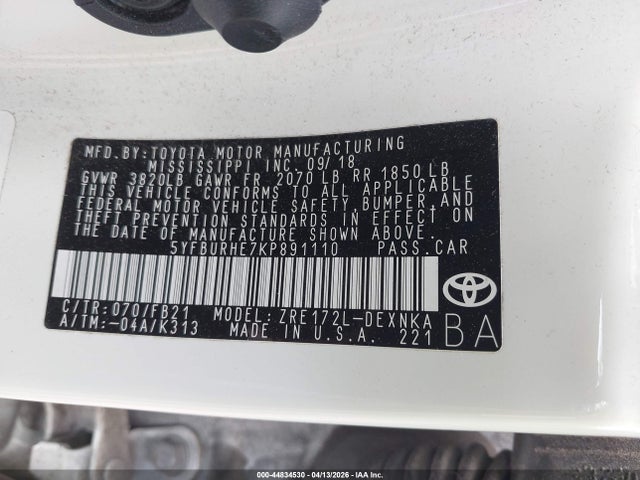 MFD.BY:TOYOTA MOTOR MANUFACTURING
MISSISSIPPI, INC. 09/18
GVWR 3820LB GAWR FR 2070 LB RR 1850 LB
THIS VEHICLE CONFORMS TO ALL APPLICABLE
FEDERAL MOTOR VEHICLE SAFETY, BUMPER, AND
THEFT PREVENTION STANDARDS IN EFFECT ON
THE DATE OF MANUFACTURE SHOWN ABOVE.
5YFBURHE7KP891110 PASS.CAR
C/TR:070/FB21 MODEL: ZRE172L-DEXNKA
A/TM:-04A/K313 MADE IN U.S.A. 221
BA
000-44834530 - 04/13/2026 - IAA Inc.